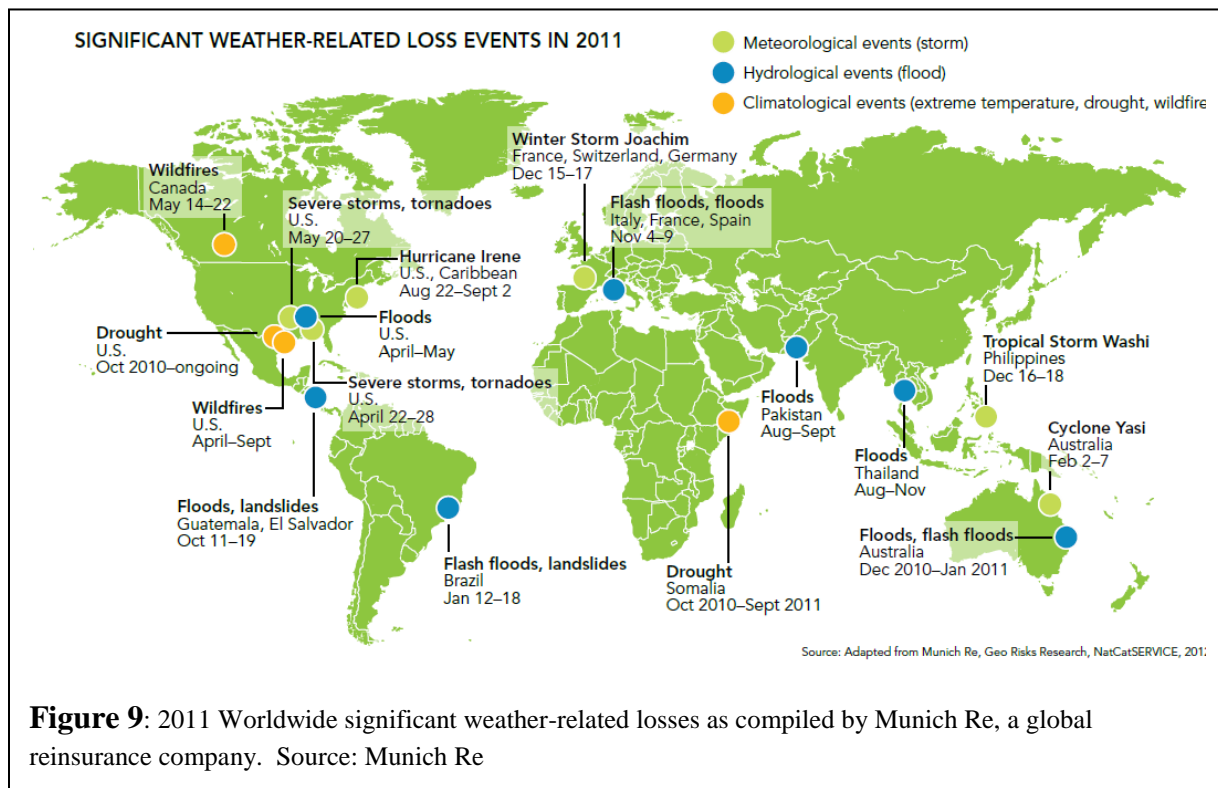 SIGNIFICANT WEATHER-RELATED LOSS EVENTS IN 2011
Meteorological events (storm)
Hydrological events (flood)
Climatological events (extreme temperature, drought, wildfire
Wildfires
Canada
May 14–22
Severe storms, tornadoes
U.S.
May 20–27
Hurricane Irene
U.S., Caribbean
Aug 22–Sept 2
Floods
U.S.
April–May
Drought
U.S.
Oct 2010–ongoing
Severe storms, tornadoes
U.S.
April 22–28
Wildfires
U.S.
April–Sept
Floods, landslides
Guatemala, El Salvador
Oct 11–19
Flash floods, landslides
Brazil
Jan 12–18
Winter Storm Joachim
France, Switzerland, Germany
Dec 15–17
Flash floods, floods
Italy, France, Spain
Nov 4–9
Drought
Somalia
Oct 2010–Sept 2011
Floods
Pakistan
Aug–Sept
Floods
Thailand
Aug–Nov
Tropical Storm Washi
Philippines
Dec 16–18
Cyclone Yasi
Australia
Feb 2–7
Floods, flash floods
Australia
Dec 2010–Jan 2011
Source: Adapted from Munich Re, Geo Risks Research, NatCatSERVICE, 2012
Figure 9: 2011 Worldwide significant weather-related losses as compiled by Munich Re, a global
reinsurance company. Source: Munich Re